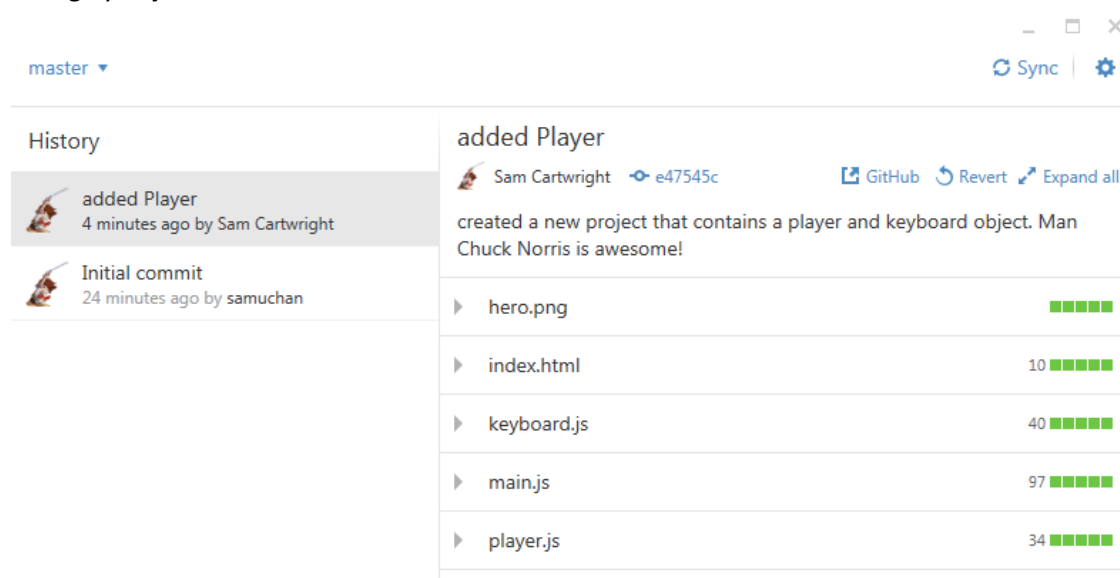 master
Sync
History
added Player
4 minutes ago by Sam Cartwright
Initial commit
24 minutes ago by samuchan
added Player
Sam Cartwright e47545c GitHub Revert Expand all
created a new project that contains a player and keyboard object. Man
Chuck Norris is awesome!
hero.png
index.html 10
keyboard.js 40
main.js 97
player.js 34